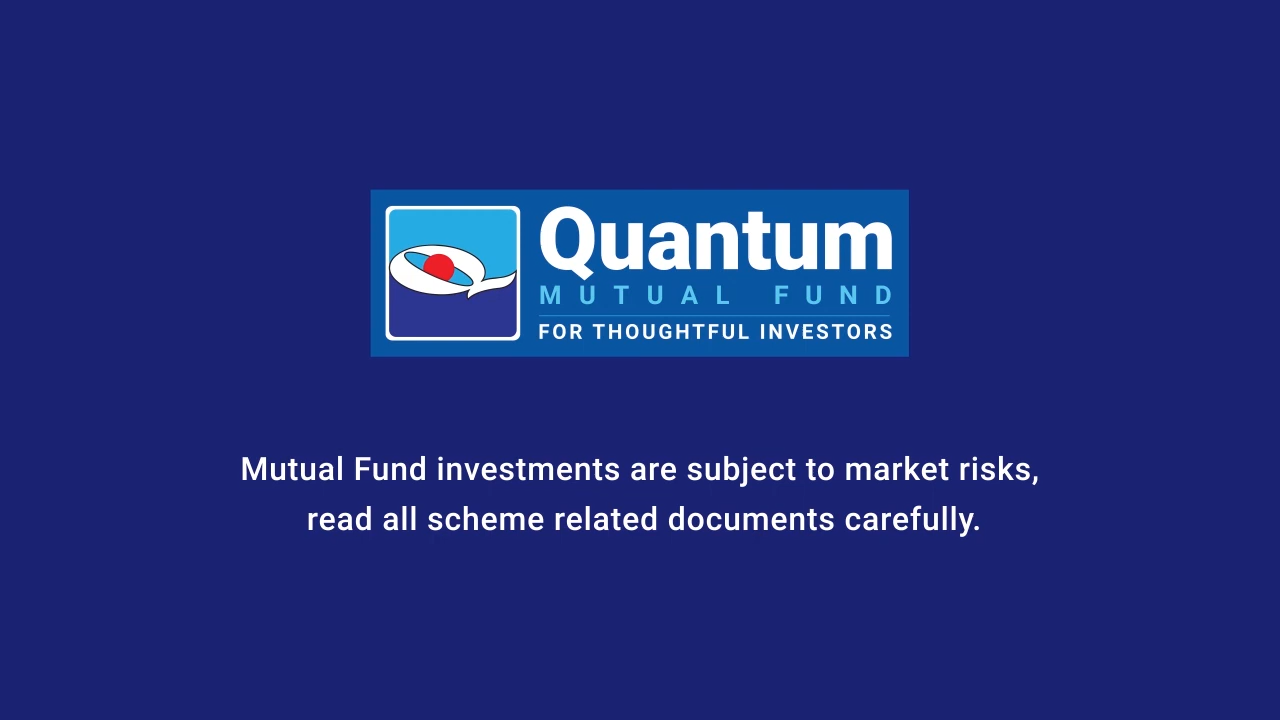 Quantum
MUTUAL FUND
FOR THOUGHTFUL INVESTORS
Mutual Fund investments are subject to market risks,
read all scheme related documents carefully.